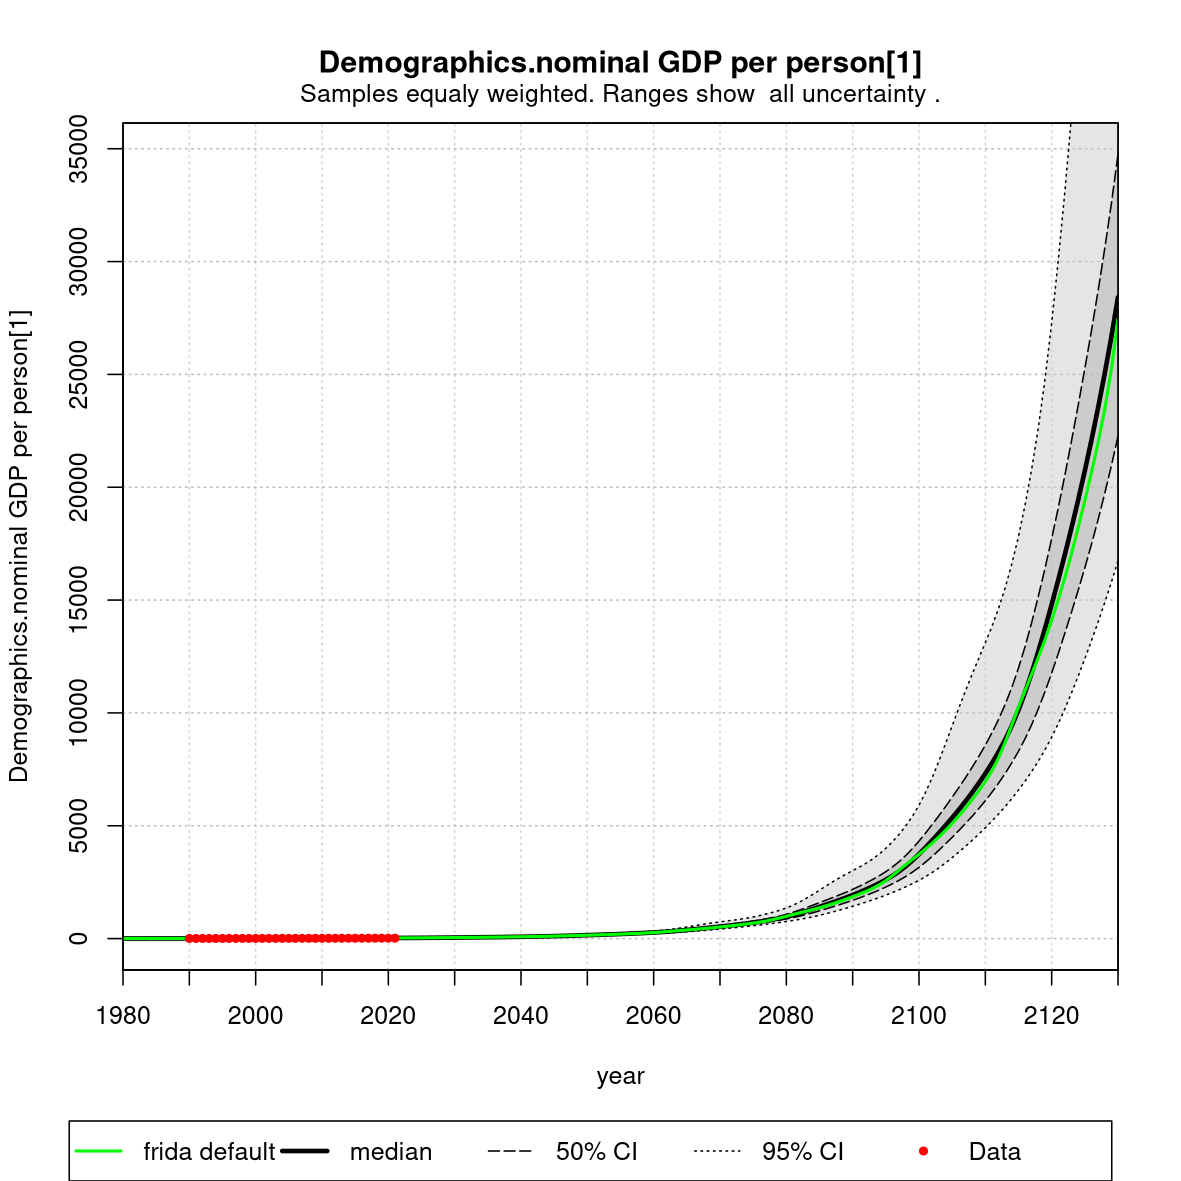 Demographics.nominal GDP per person[1]
Samples equaly weighted. Ranges show  all uncertainty .
Demographics.nominal GDP per person[1]
35000
30000
25000
20000
15000
10000
5000
0
1980 2000 2020 2040 2060 2080 2100 2120
year
frida default median 50% CI 95% CI Data